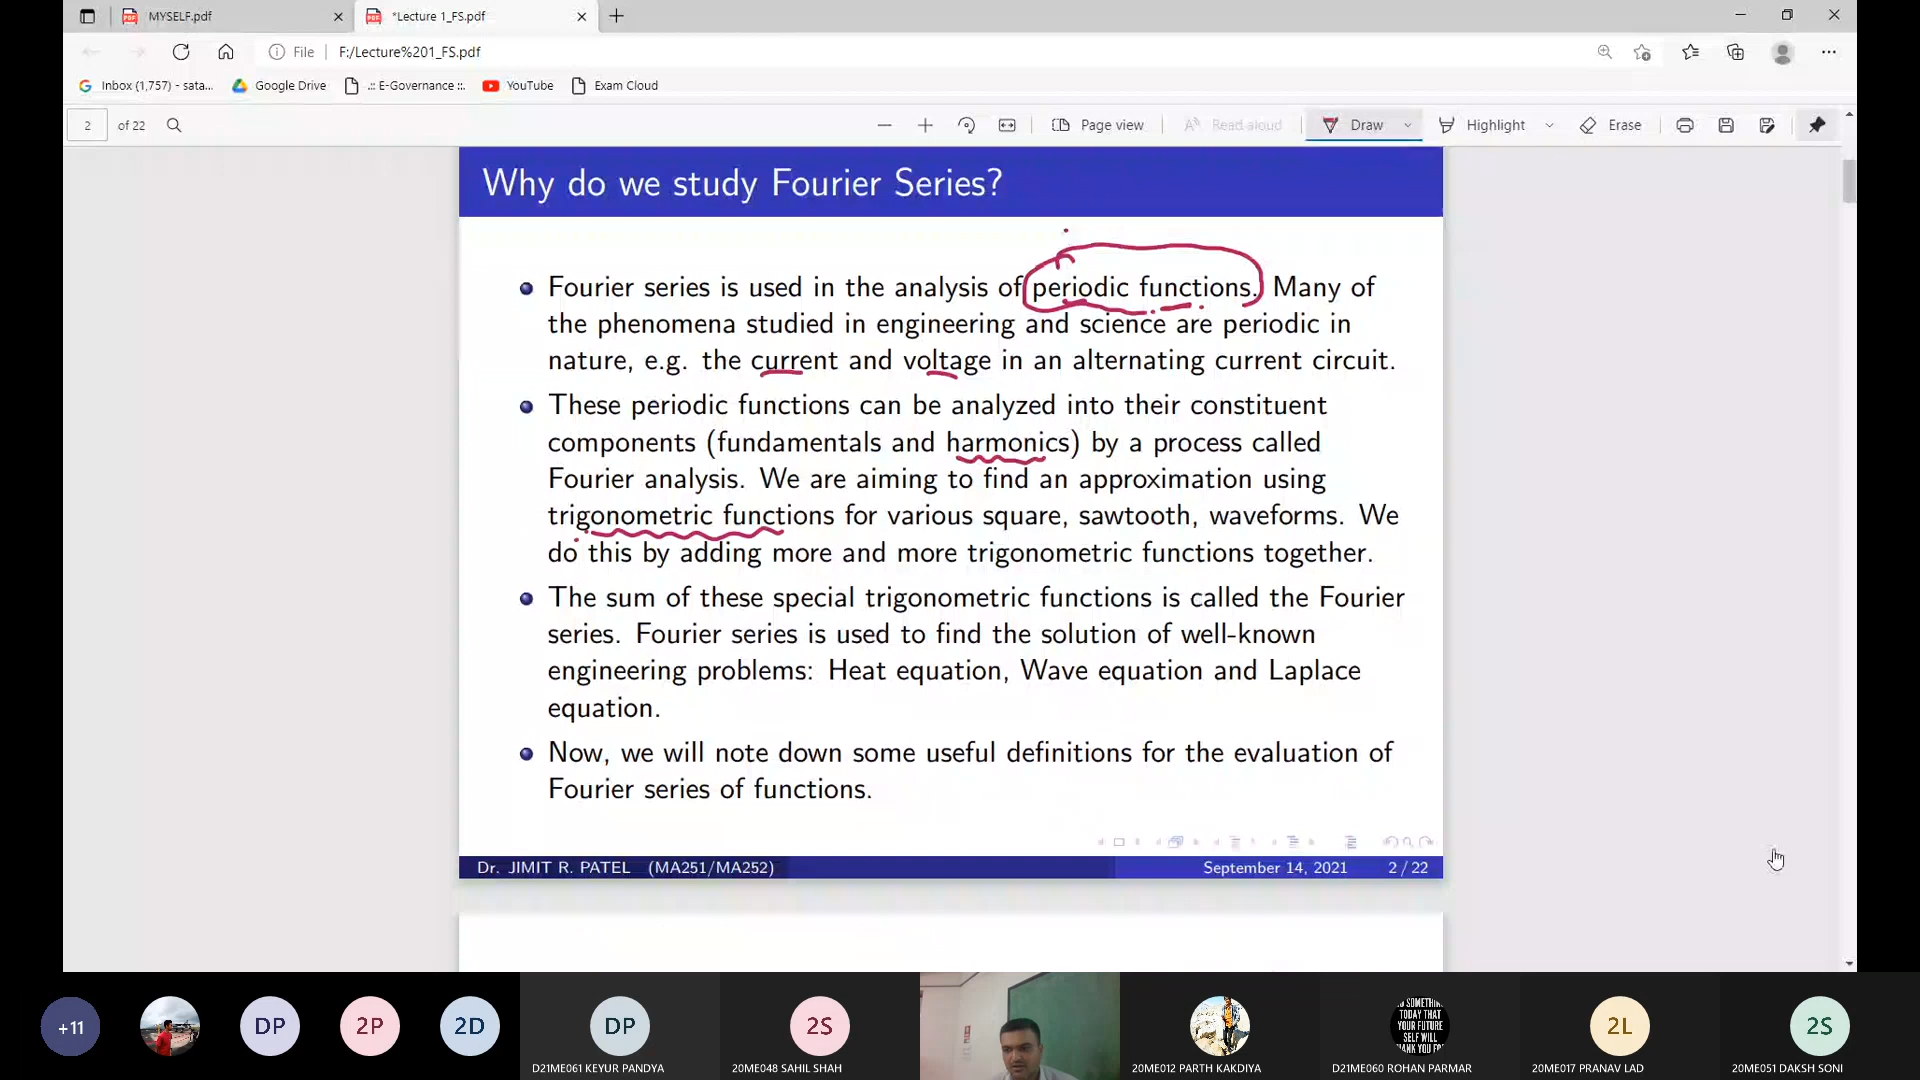 MYSELF.pdf
*Lecture 1_FS.pdf
File
F:/Lecture%201_FS.pdf
Inbox (1,757) - sata...
Google Drive
.:: E-Governance ::.
YouTube
Exam Cloud
2
of 22
Page view
Read aloud
Draw
Highlight
Erase
Why do we study Fourier Series?
Fourier series is used in the analysis of periodic functions. Many of
the phenomena studied in engineering and science are periodic in
nature, e.g. the current and voltage in an alternating current circuit.
These periodic functions can be analyzed into their constituent
components (fundamentals and harmonics) by a process called
Fourier analysis. We are aiming to find an approximation using
trigonometric functions for various square, sawtooth, waveforms. We
do this by adding more and more trigonometric functions together.
The sum of these special trigonometric functions is called the Fourier
series. Fourier series is used to find the solution of well-known
engineering problems: Heat equation, Wave equation and Laplace
equation.
Now, we will note down some useful definitions for the evaluation of
Fourier series of functions.
Dr. JIMIT R. PATEL (MA251/MA252)
September 14, 2021
2 / 22
+11
DP
2P
2D
DP
2S
SOMETHING
TODAY THAT
YOUR FUTURE
SELF WILL
THANK YOU FOR
2L
2S
D21ME061 KEYUR PANDYA
20ME048 SAHIL SHAH
20ME012 PARTH KAKDIYA
D21ME060 ROHAN PARMAR
20ME017 PRANAV LAD
20ME051 DAKSH SONI